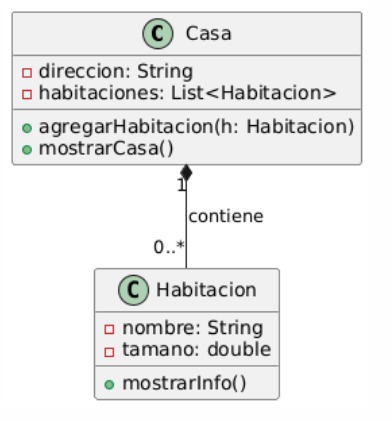 C Casa
direccion: String
habitaciones: List<Habitacion>
agregarHabitacion(h: Habitacion)
mostrarCasa()
1
contiene
0..*
C Habitacion
nombre: String
tamano: double
mostrarInfo()